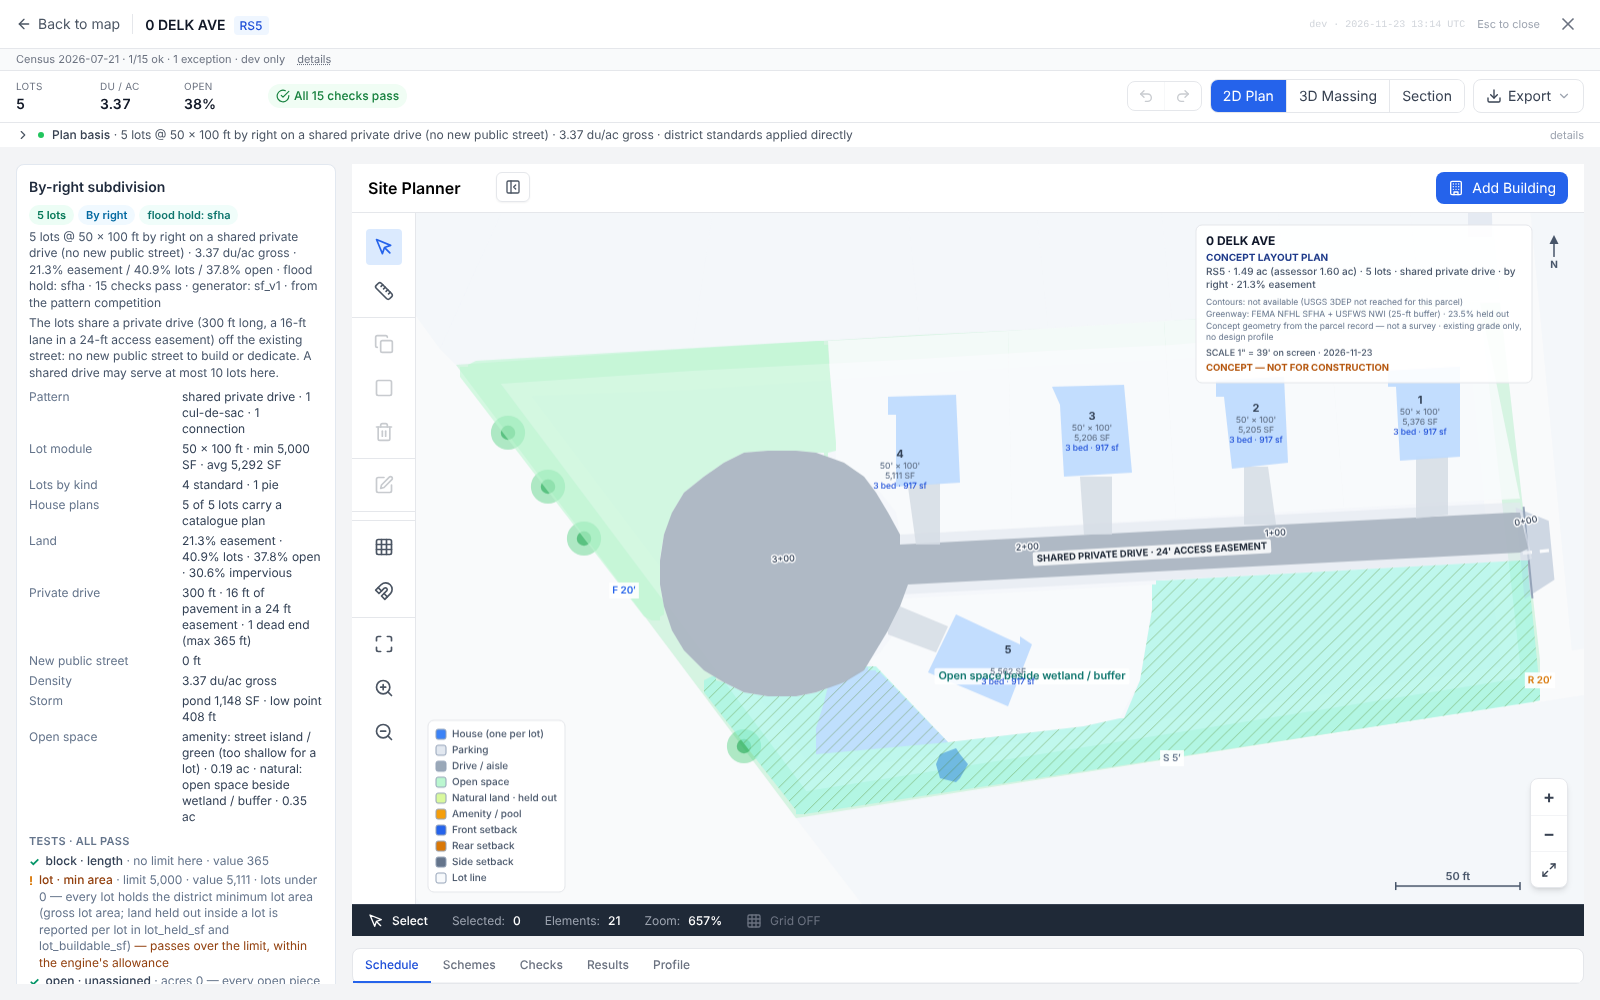 Back to map
0 DELK AVE RS5
dev · 2026-11-23 13:14 UTC Esc to close
Census 2026-07-21 · 1/15 ok · 1 exception · dev only details
LOTS
5
DU / AC
3.37
OPEN
38%
All 15 checks pass
2D Plan 3D Massing Section Export
Plan basis · 5 lots @ 50 × 100 ft by right on a shared private drive (no new public street) · 3.37 du/ac gross · district standards applied directly
details
By-right subdivision
5 lots By right flood hold: sfha
5 lots @ 50 × 100 ft by right on a shared private
drive (no new public street) · 3.37 du/ac gross ·
21.3% easement / 40.9% lots / 37.8% open · flood
hold: sfha · 15 checks pass · generator: sf_v1 · from
the pattern competition
The lots share a private drive (300 ft long, a 16-ft
lane in a 24-ft access easement) off the existing
street: no new public street to build or dedicate. A
shared drive may serve at most 10 lots here.
Pattern shared private drive · 1
cul-de-sac · 1
connection
Lot module 50 × 100 ft · min 5,000
SF · avg 5,292 SF
Lots by kind 4 standard · 1 pie
House plans 5 of 5 lots carry a
catalogue plan
Land 21.3% easement ·
40.9% lots · 37.8% open
· 30.6% impervious
Private drive 300 ft · 16 ft of
pavement in a 24 ft
easement · 1 dead end
(max 365 ft)
New public street 0 ft
Density 3.37 du/ac gross
Storm pond 1,148 SF · low point
408 ft
Open space amenity: street island /
green (too shallow for a
lot) · 0.19 ac · natural:
open space beside
wetland / buffer · 0.35
ac
TESTS · ALL PASS
block · length · no limit here · value 365
! lot · min area · limit 5,000 · value 5,111 · lots under
0 — every lot holds the district minimum lot area
(gross lot area; land held out inside a lot is
reported per lot in lot_held_sf and
lot_buildable_sf) — passes over the limit, within
the engine's allowance
open · unassigned · acres 0 — every open piece
Site Planner
Add Building
0 DELK AVE
CONCEPT LAYOUT PLAN
RS5 · 1.49 ac (assessor 1.60 ac) · 5 lots · shared private drive · by
right · 21.3% easement
Contours: not available (USGS 3DEP not reached for this parcel)
Greenway: FEMA NFHL SFHA + USFWS NWI (25-ft buffer) · 23.5% held out
Concept geometry from the parcel record — not a survey · existing grade only,
no design profile
SCALE 1" = 39' on screen · 2026-11-23
CONCEPT — NOT FOR CONSTRUCTION
N
4
50' × 100'
5,111 SF
3 bed · 917 sf
3
50' × 100'
5,206 SF
3 bed · 917 sf
2
50' × 100'
5,205 SF
3 bed · 917 sf
1
50' × 100'
5,376 SF
3 bed · 917 sf
0+00
1+00
2+00
3+00
SHARED PRIVATE DRIVE · 24' ACCESS EASEMENT
F 20'
5
5,562 SF
3 bed · 917 sf
Open space beside wetland / buffer
R 20'
S 5'
House (one per lot)
Parking
Drive / aisle
Open space
Natural land · held out
Amenity / pool
Front setback
Rear setback
Side setback
Lot line
50 ft
Select Selected: 0 Elements: 21 Zoom: 657% Grid OFF
Schedule Schemes Checks Results Profile